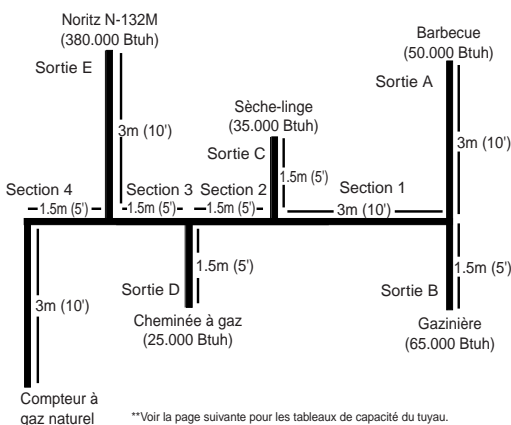 Noritz N-132M
(380.000 Btuh)
Sortie E
3m (10')
Barbecue
(50.000 Btuh)
Sortie A
3m (10')
Sèche-linge
(35.000 Btuh)
Sortie C
1.5m (5')
Section 4
1.5m (5')
Section 3
1.5m (5')
Section 2
1.5m (5')
Section 1
3m (10')
3m (10')
1.5m (5')
Sortie D
Cheminée à gaz
(25.000 Btuh)
1.5m (5')
Sortie B
Gazinière
(65.000 Btuh)
Compteur à
gaz naturel
**Voir la page suivante pour les tableaux de capacité du tuyau.